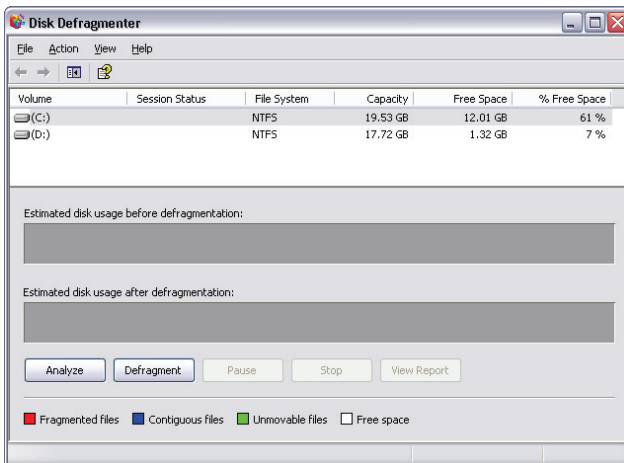 Disk Defragmenter
File Action View Help
Volume Session Status File System Capacity Free Space % Free Space
(C:) NTFS 19.53 GB 12.01 GB 61 %
(D:) NTFS 17.72 GB 1.32 GB 7 %
Estimated disk usage before defragmentation:
Estimated disk usage after defragmentation:
Analyze Defragment Pause Stop View Report
Fragmented files Contiguous files Unmovable files Free space